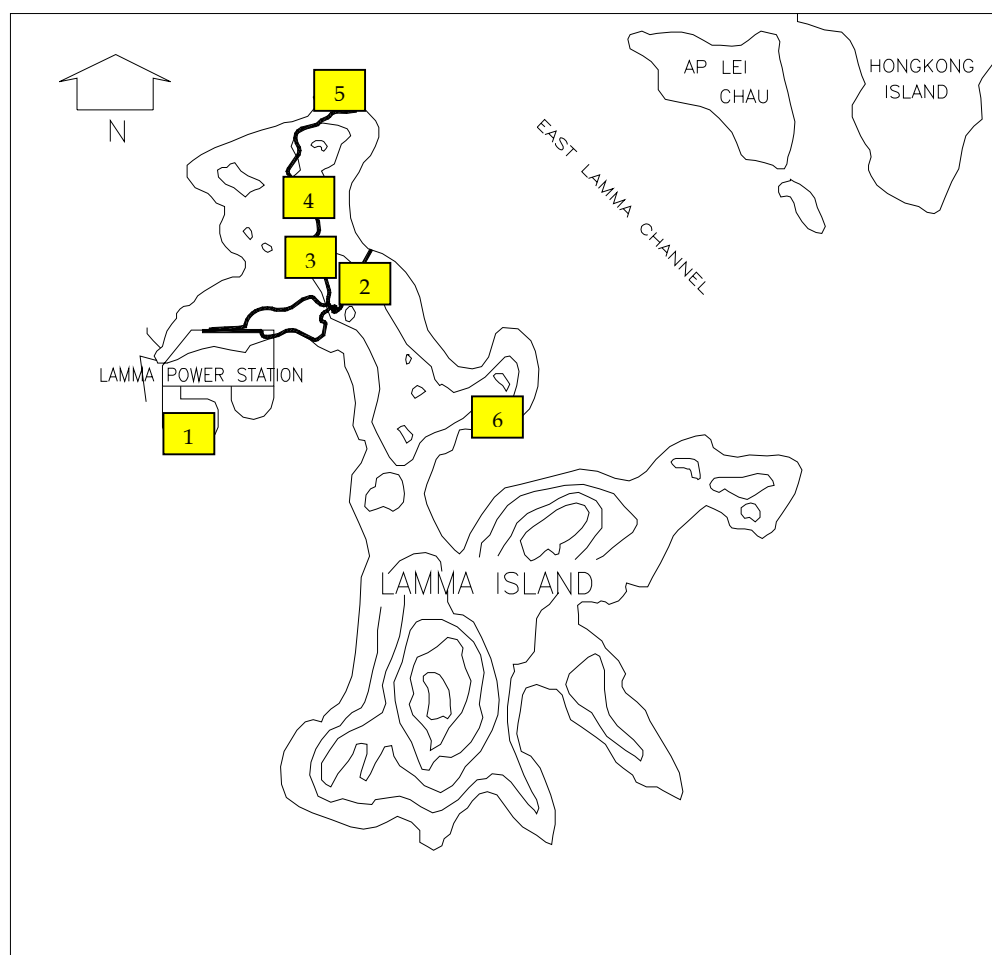 AP LEI
CHAU
HONGKONG
ISLAND
5
N
EAST LAMMA CHANNEL
4
3
2
LAMMA POWER STATION
1
6
LAMMA ISLAND